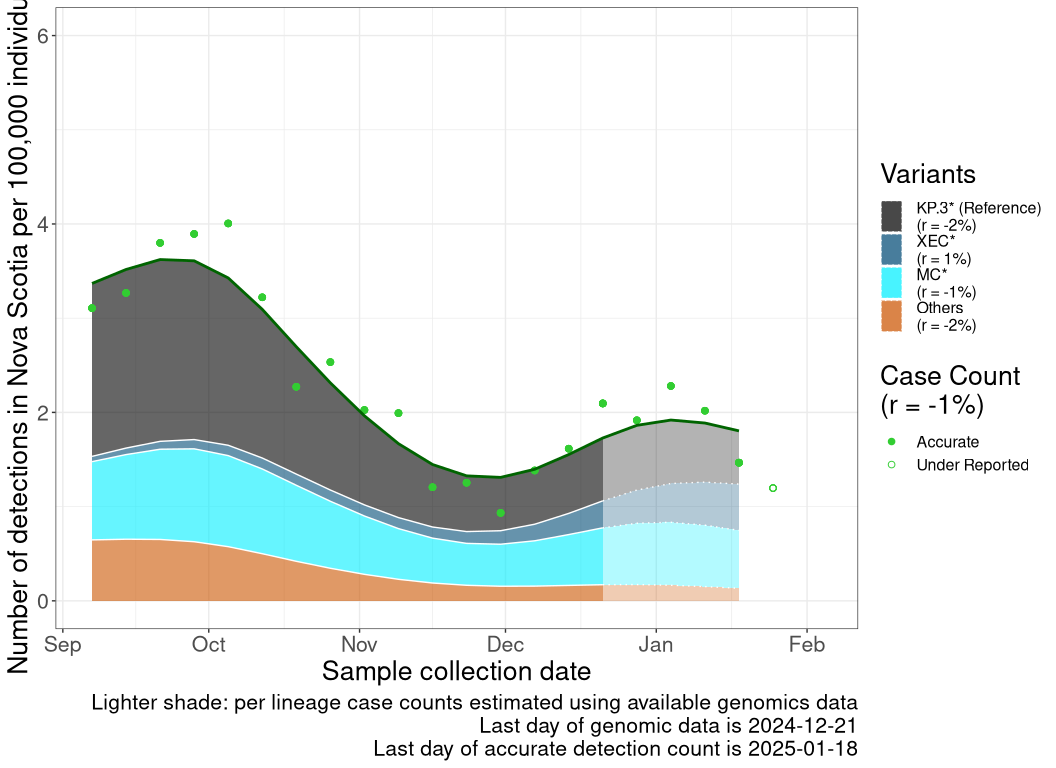 Number of detections in Nova Scotia per 100,000 individu
6
4
2
0
Sep Oct Nov Dec Jan Feb
Sample collection date
Lighter shade: per lineage case counts estimated using available genomics data
Last day of genomic data is 2024-12-21
Last day of accurate detection count is 2025-01-18
Variants
KP.3* (Reference)
(r = -2%)
XEC*
(r = 1%)
MC*
(r = -1%)
Others
(r = -2%)
Case Count
(r = -1%)
Accurate
Under Reported